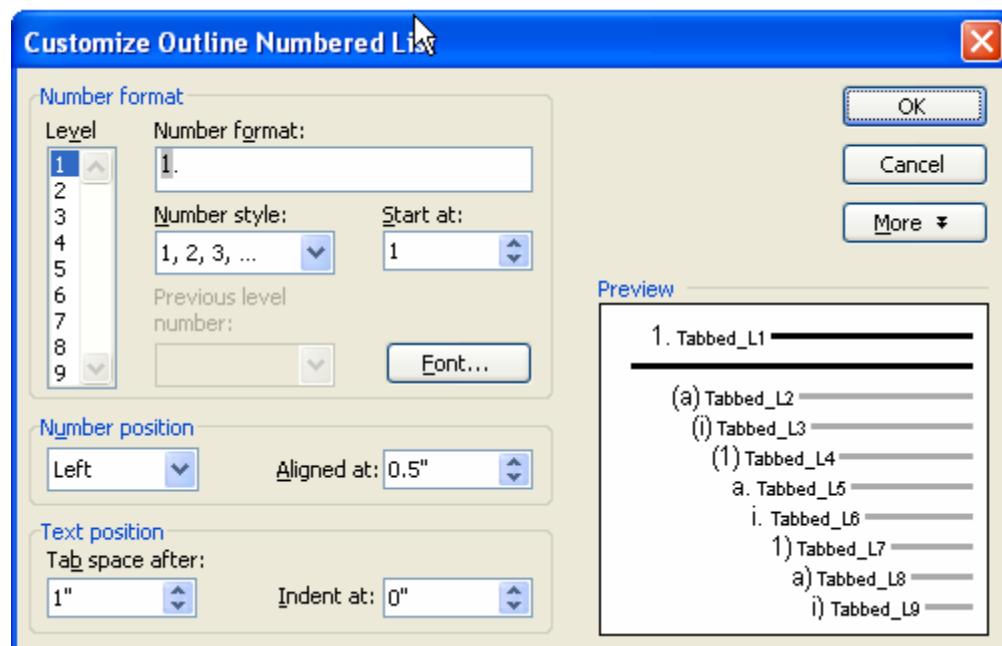 Customize Outline Numbered List
Number format
Level
Number format:
1
2
3
4
5
6
7
8
9
1.
Number style:
Start at:
1, 2, 3, ...
1
Previous level
number:
Font...
Number position
Left
Aligned at: 0.5"
Text position
Tab space after:
1"
Indent at: 0"
OK
Cancel
More
Preview
1. Tabbed_L1
(a) Tabbed_L2
(i) Tabbed_L3
(1) Tabbed_L4
a. Tabbed_L5
i. Tabbed_L6
1) Tabbed_L7
a) Tabbed_L8
i) Tabbed_L9